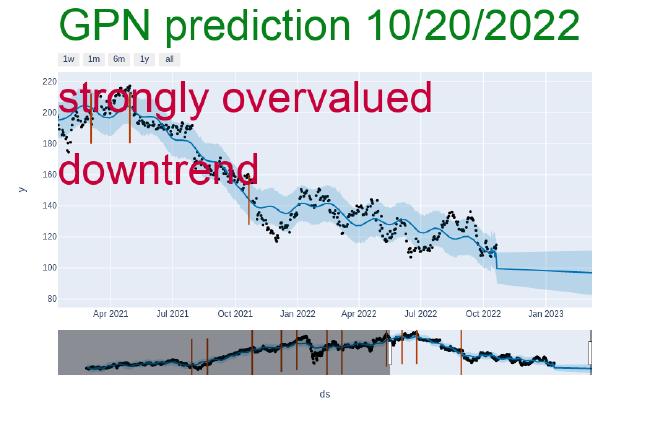 GPN prediction 10/20/2022
1w 1m 6m 1y all
220
strongly overvalued
200
180
downtrend
160
y
140
120
100
80
Apr 2021 Jul 2021 Oct 2021 Jan 2022 Apr 2022 Jul 2022 Oct 2022 Jan 2023
ds